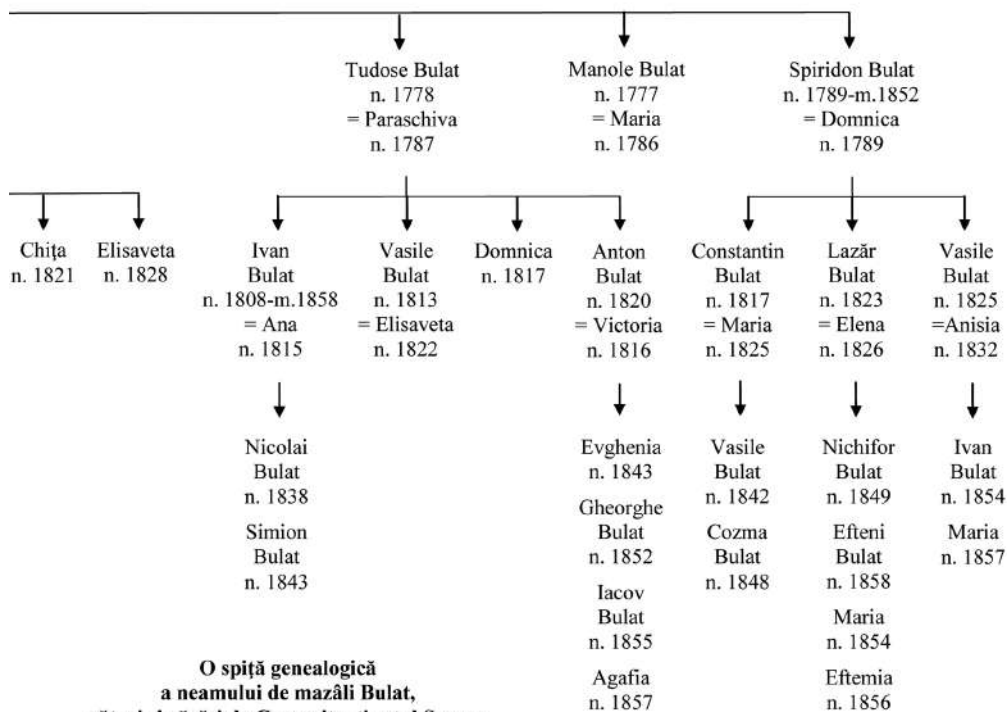 Tudose Bulat
n. 1778
= Paraschiva
n. 1787
Manole Bulat
n. 1777
= Maria
n. 1786
Spiridon Bulat
n. 1789-m.1852
= Domnica
n. 1789
Chiţa
n. 1821
Elisaveta
n. 1828
Ivan
Bulat
n. 1808-m.1858
= Ana
n. 1815
Vasile
Bulat
n. 1813
= Elisaveta
n. 1822
Domnica
n. 1817
Anton
Bulat
n. 1820
= Victoria
n. 1816
Constantin
Bulat
n. 1817
= Maria
n. 1825
Lazăr
Bulat
n. 1823
= Elena
n. 1826
Vasile
Bulat
n. 1825
=Anisia
n. 1832
Nicolai
Bulat
n. 1838
Simion
Bulat
n. 1843
Evghenia
n. 1843
Gheorghe
Bulat
n. 1852
Iacov
Bulat
n. 1855
Agafia
n. 1857
Vasile
Bulat
n. 1842
Cozma
Bulat
n. 1848
Nichifor
Bulat
n. 1849
Efteni
Bulat
n. 1858
Maria
n. 1854
Eftemia
n. 1856
Ivan
Bulat
n. 1854
Maria
n. 1857
O spiţă genealogică
a neamului de mazâli Bulat,